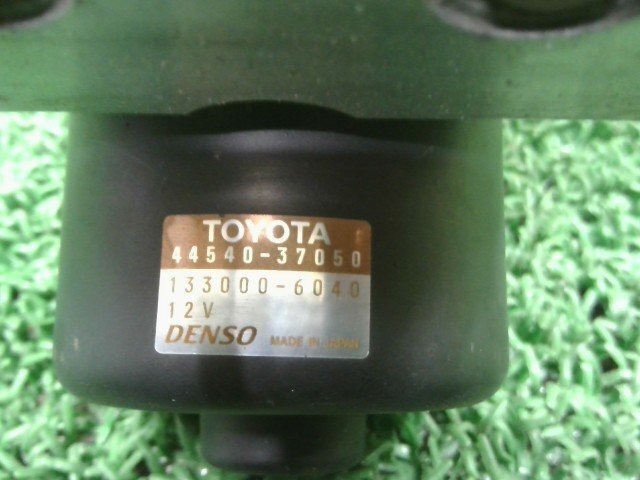 TOYOTA
44540-37050
133000-6040
12V
DENSO MADE IN JAPAN